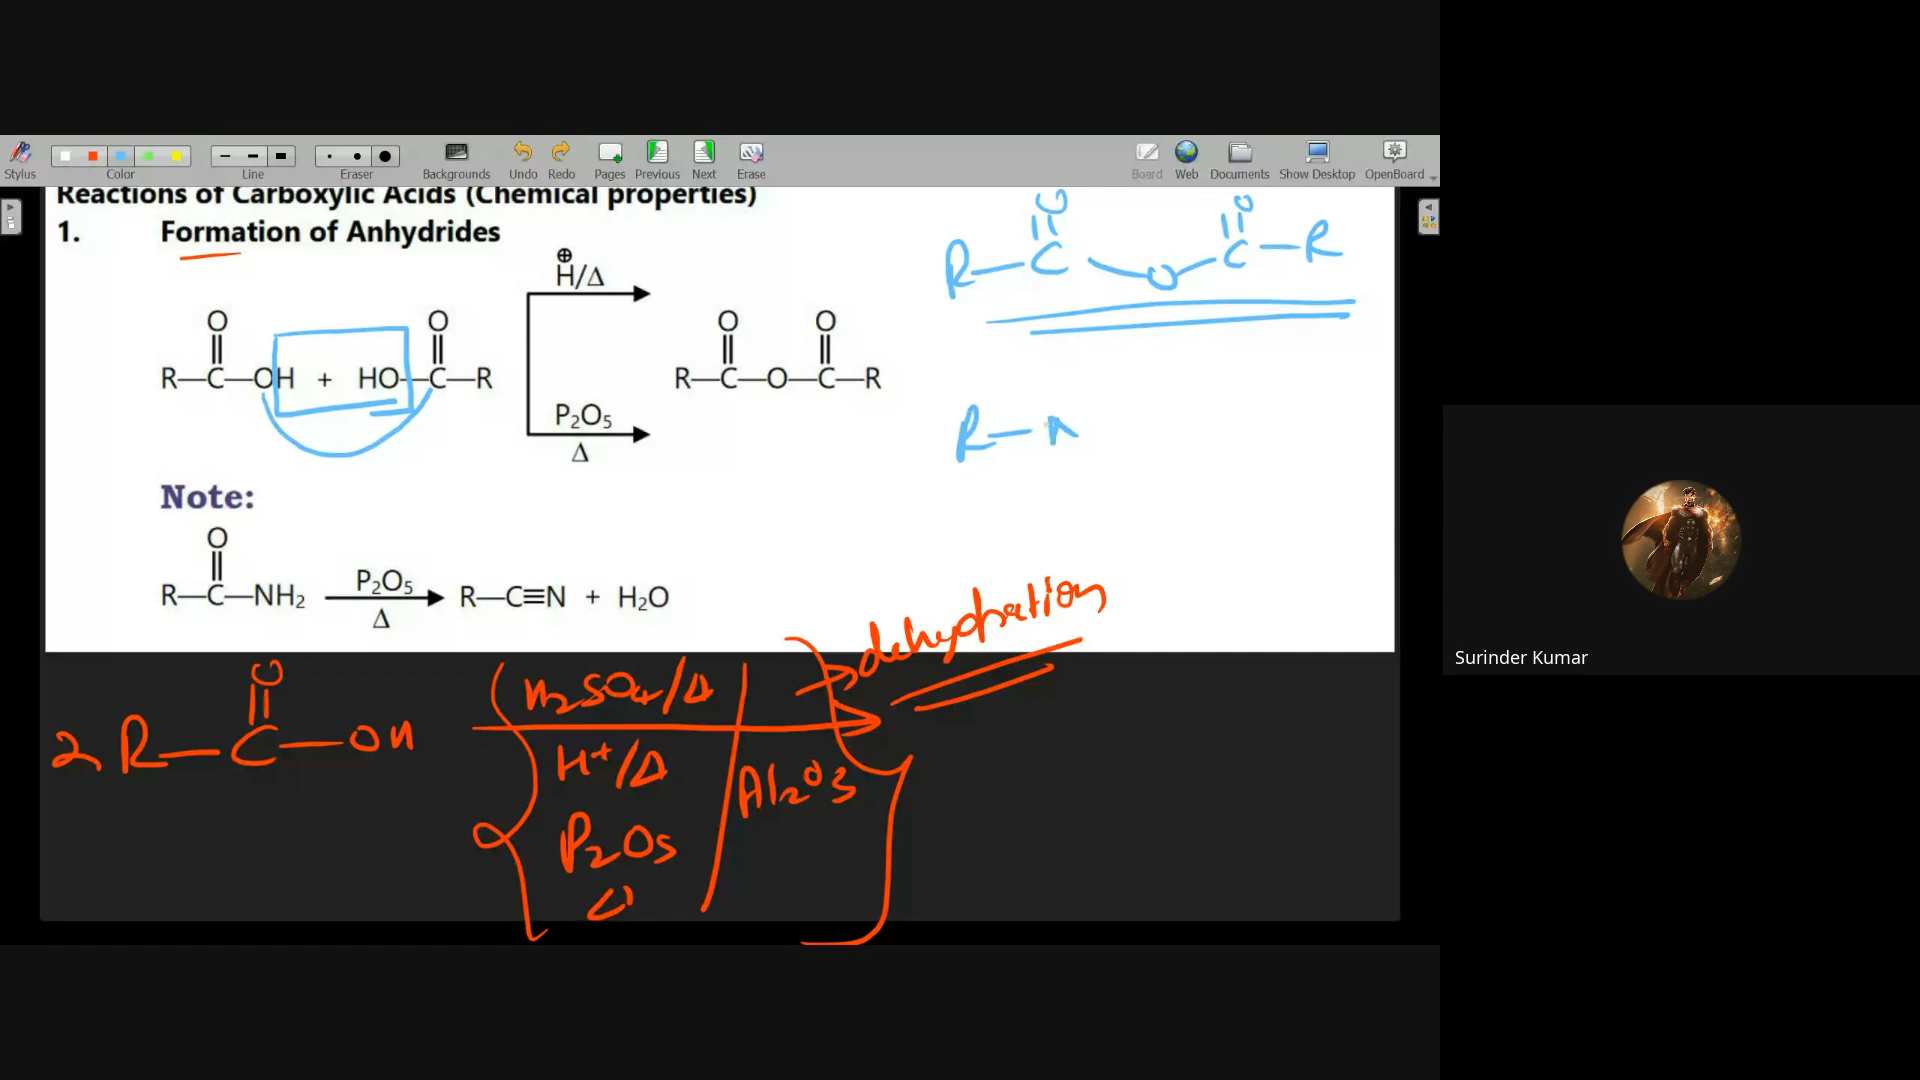 Stylus Color Line Eraser Backgrounds Undo Redo Pages Previous Next Erase Board Web Documents Show Desktop OpenBoard
Reactions of Carboxylic Acids (Chemical properties)
1. Formation of Anhydrides
⊕
H/Δ
O O O O
R—C—OH + HO—C—R
P₂O₅
Δ
R—C—O—C—R
O O
R—C—O—C—R
R—
Note:
O
R—C—NH₂ P₂O₅ Δ R—C≡N + H₂O
dehydration
O
2 R—C—OH
H₂SO₄/Δ
H⁺/Δ
Al₂O₃
P₂O₅
Δ
Surinder Kumar